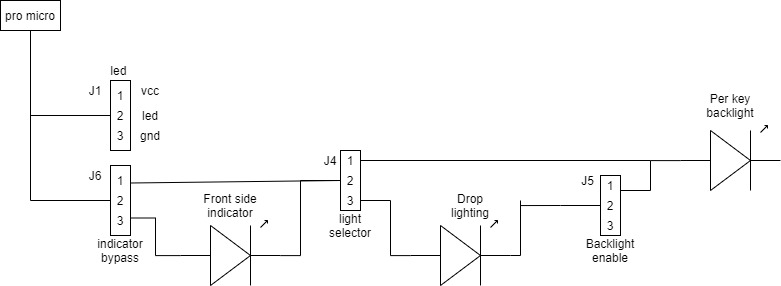 pro micro
led
J1
1
vcc
2
led
3
gnd
J6
1
2
3
indicator
bypass
Front side
indicator
J4
1
2
3
light
selector
Drop
lighting
J5
1
2
3
Backlight
enable
Per key
backlight